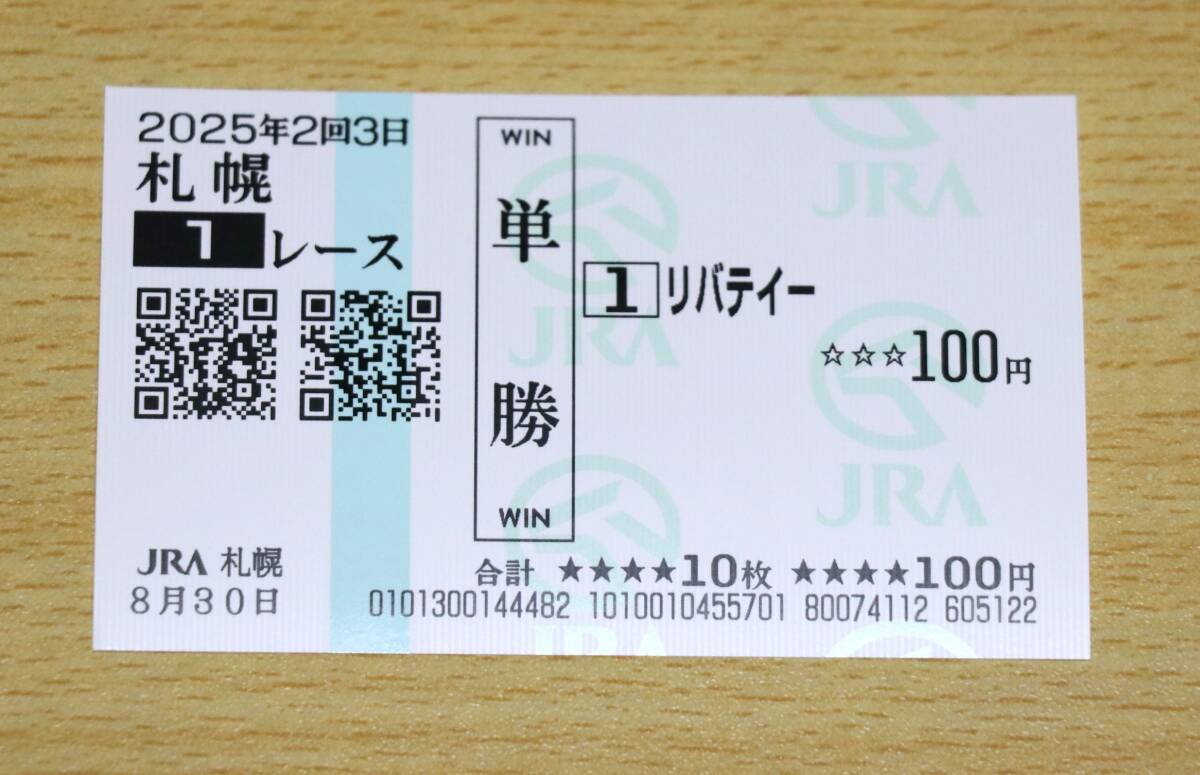 2025年2回3日
札幌
1レース
WIN
単勝
WIN
1 リバティー
☆☆☆100円
JRA 札幌
8月30日
合計 ★★★★10枚 ★★★★100円
0101300144482 1010010455701 80074112 605122
JRA
JRA
JRA
JRA